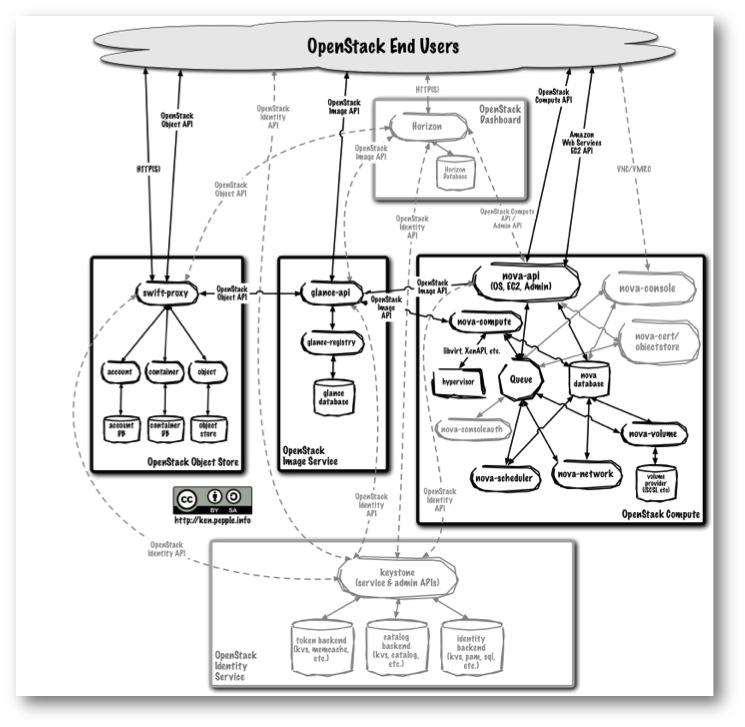 OpenStack End Users
HTTP(S)
OpenStack
Object API
OpenStack
Identity
API
OpenStack
Image API
HTTP(S)
OpenStack
Compute API
Amazon
Web Services
EC2 API
VNC/VMRC
OpenStack
Dashboard
Horizon
Horizon
Database
OpenStack
Object API
OpenStack
Image API
OpenStack
Identity
API
OpenStack Compute
API /
Admin API
swift-proxy
OpenStack
Object API
account
container
object
account
DB
container
DB
object
store
OpenStack Object Store
glance-api
glance-registry
glance
database
OpenStack
Image Service
OpenStack
Image API
OpenStack
Image
API
nova-api
(OS, EC2, Admin)
nova-console
nova-compute
nova-cert/
objectstore
libvirt, XenAPI, etc.
hypervisor
Queue
nova
database
nova-consoleauth
nova-volume
nova-scheduler
nova-network
volume
provider
(iSCSI, etc)
OpenStack Compute
cc
BY SA
http://ken.pepple.info
OpenStack
Identity API
OpenStack
Identity
API
OpenStack
Identity
API
keystone
(service & admin APIs)
token backend
(kvs, memcache,
etc.)
catalog
backend
(kvs, catalog,
etc.)
identity
backend
(kvs, pam, sql,
etc.)
OpenStack
Identity
Service